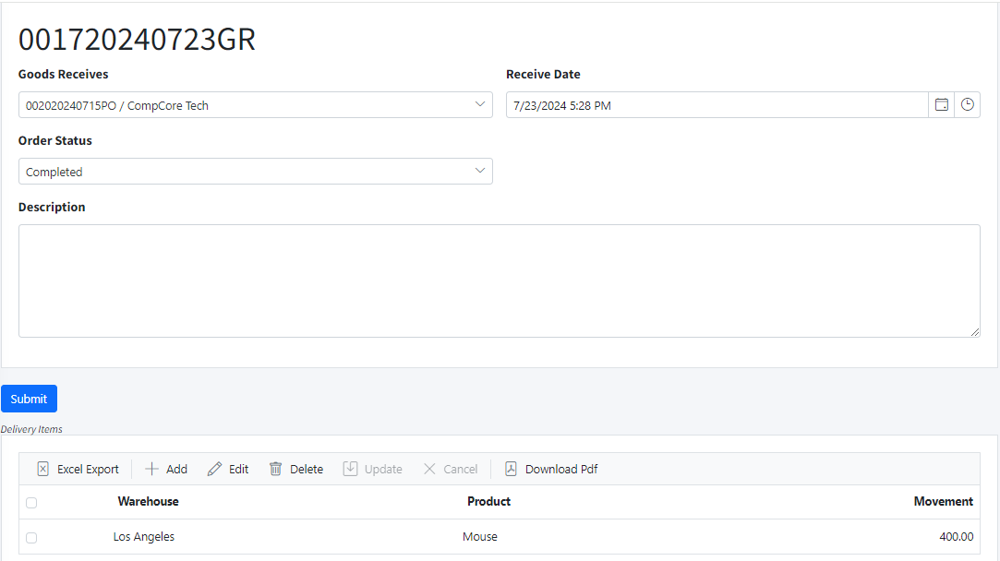 001720240723GR
Goods Receives Receive Date
002020240715PO / CompCore Tech 7/23/2024 5:28 PM
Order Status
Completed
Description
Submit
Delivery Items
Excel Export Add Edit Delete Update Cancel Download Pdf
Warehouse Product Movement
Los Angeles Mouse 400.00